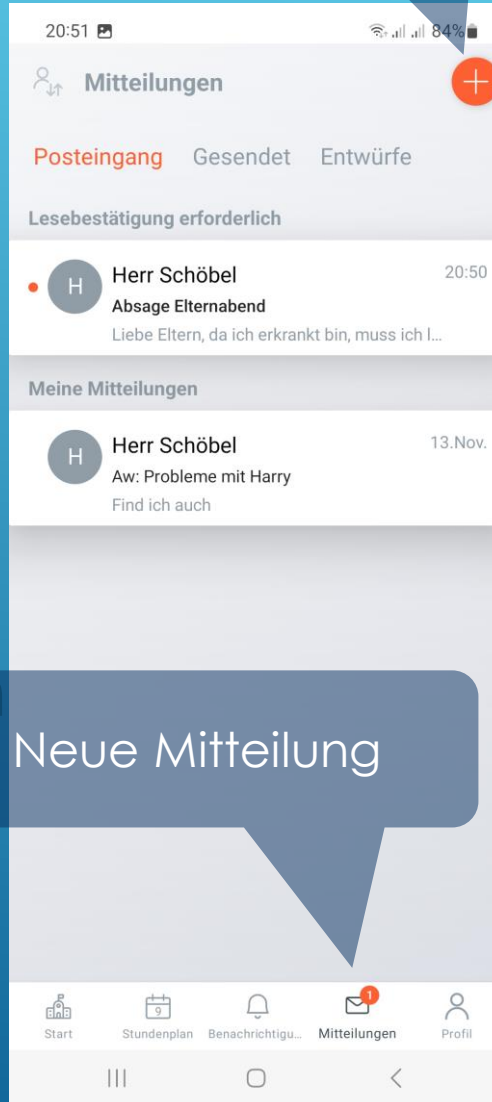 20:51
84%
Mitteilungen
Posteingang Gesendet Entwürfe
Lesebestätigung erforderlich
H
Herr Schöbel
20:50
Absage Elternabend
Liebe Eltern, da ich erkrankt bin, muss ich l...
Meine Mitteilungen
H
Herr Schöbel
13.Nov.
Aw: Probleme mit Harry
Find ich auch
Neue Mitteilung
9
1
Start Stundenplan Benachrichtigu... Mitteilungen Profil